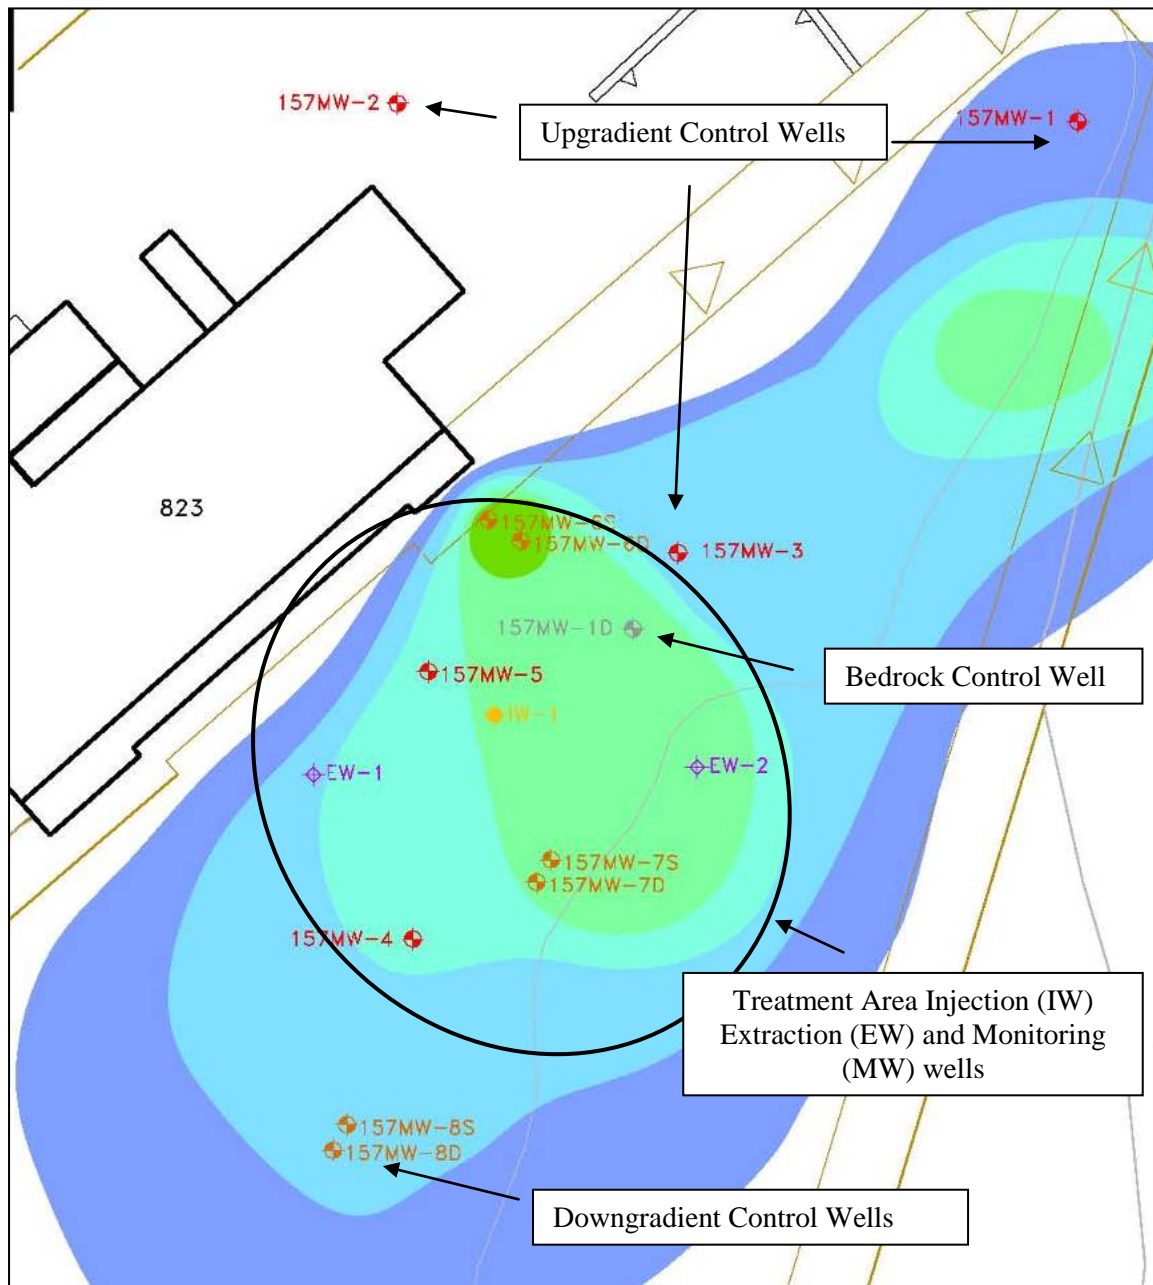 157MW-2
Upgradient Control Wells
157MW-1
823
157MW-6S
157MW-6D
157MW-3
157MW-1D
Bedrock Control Well
157MW-5
IW-1
EW-1
EW-2
157MW-7S
157MW-7D
157MW-4
Treatment Area Injection (IW)
Extraction (EW) and Monitoring
(MW) wells
157MW-8S
157MW-8D
Downgradient Control Wells